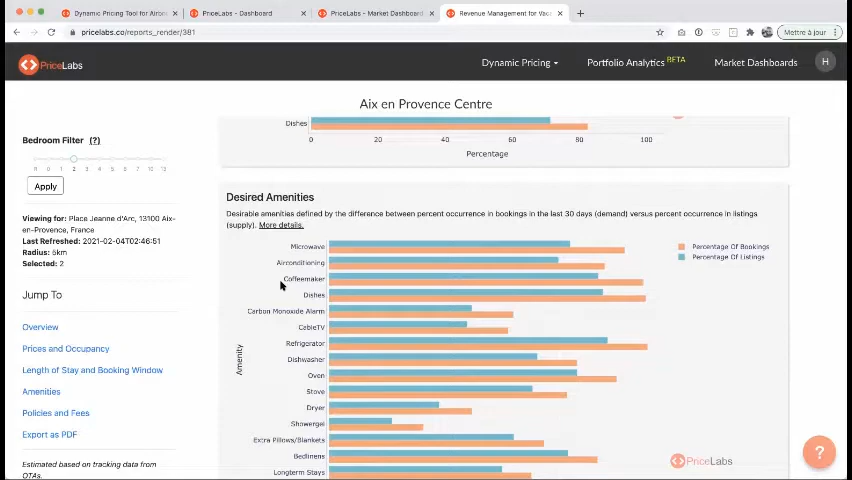 Dynamic Pricing Tool for Airbn
PriceLabs - Dashboard
PriceLabs - Market Dashboard
Revenue Management for Vac
pricelabs.co/reports_render/381
Mettre à jour
PriceLabs
Dynamic Pricing
Portfolio Analytics BETA
Market Dashboards
H
Aix en Provence Centre
Bedroom Filter (?)
Apply
Viewing for: Place Jeanne d'Arc, 13100 Aix-
en-Provence, France
Last Refreshed: 2021-02-04T02:46:51
Radius: 5km
Selected: 2
Jump To
Overview
Prices and Occupancy
Length of Stay and Booking Window
Amenities
Policies and Fees
Export as PDF
Estimated based on tracking data from
OTAs.
Dishes
0 20 40 60 80 100
Percentage
Desired Amenities
Desirable amenities defined by the difference between percent occurrence in bookings in the last 30 days (demand) versus percent occurrence in listings
(supply). More details.
Percentage Of Bookings
Percentage Of Listings
Amenity
Microwave
Airconditioning
Coffeemaker
Dishes
Carbon Monoxide Alarm
CableTV
Refrigerator
Dishwasher
Oven
Stove
Dryer
Showergel
Extra Pillows/Blankets
Bedlinens
Longterm Stays
PriceLabs
?